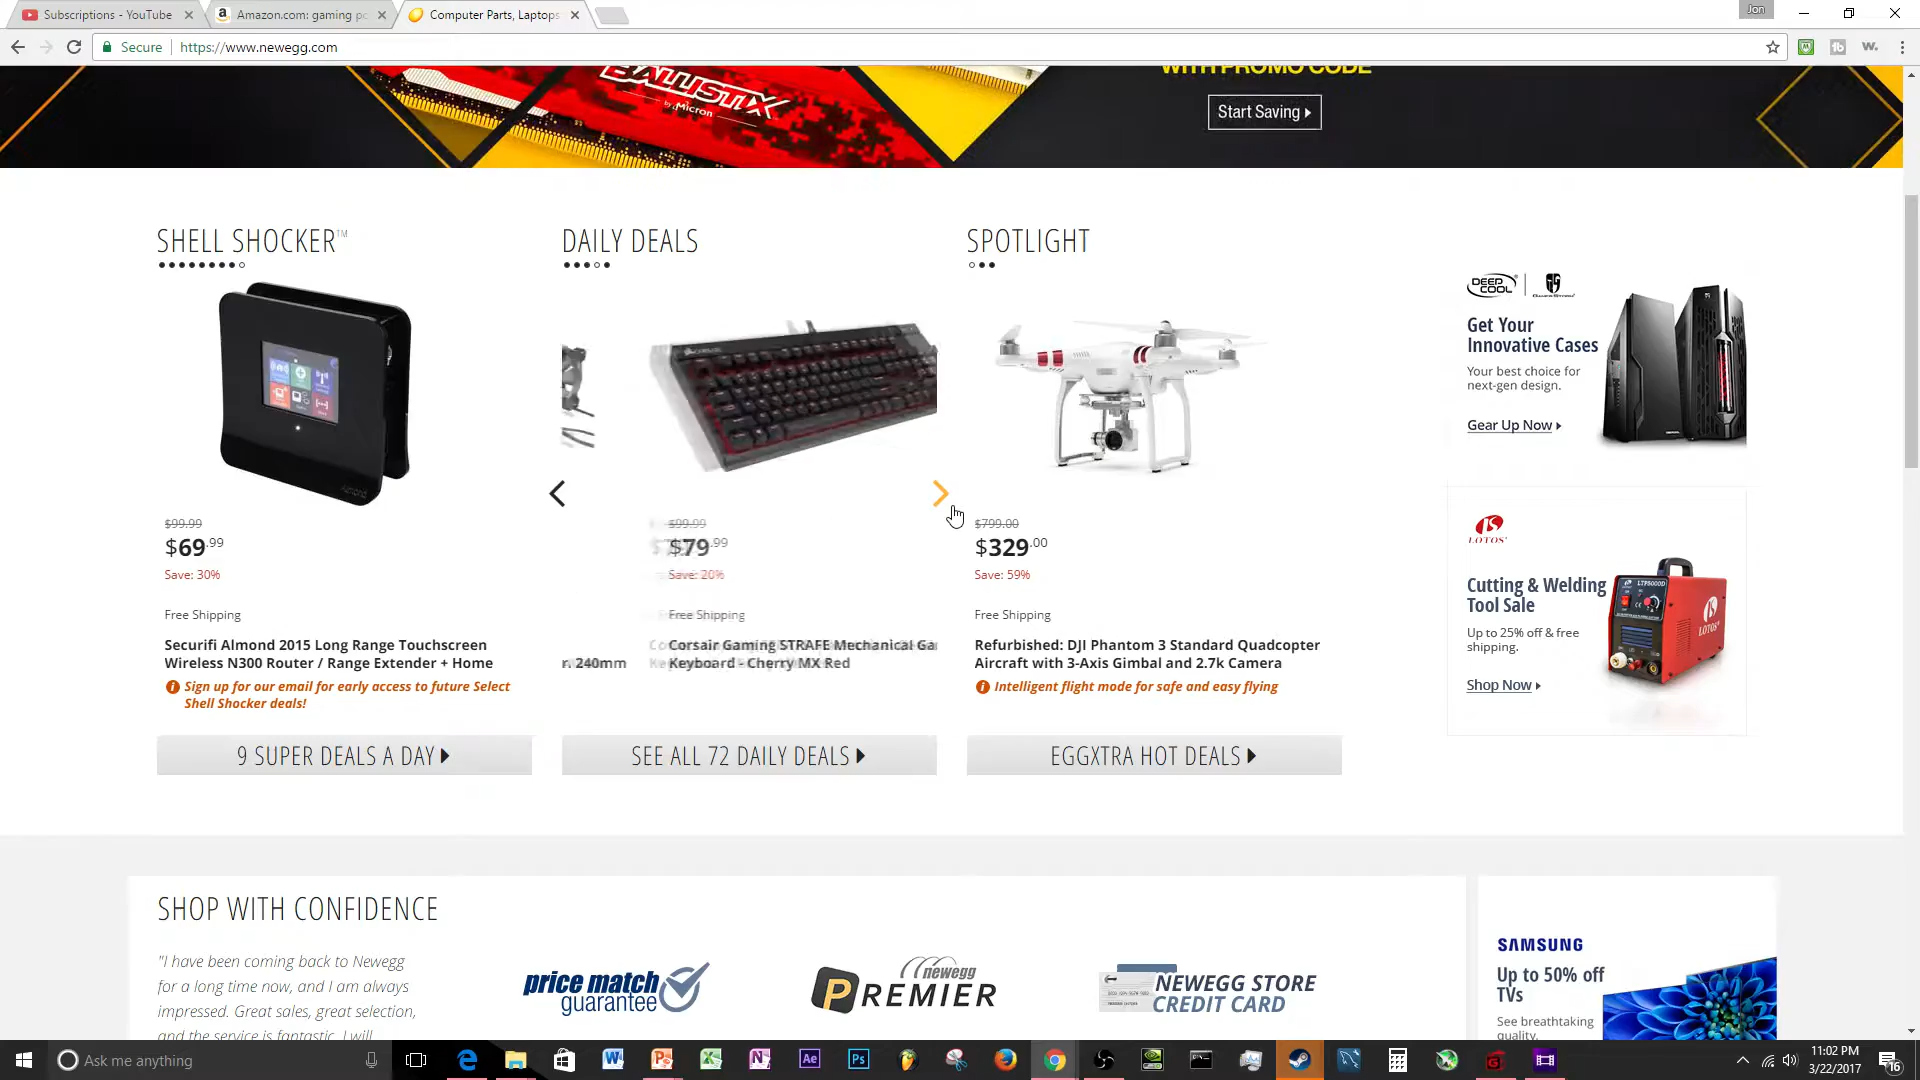 Subscriptions - YouTube
Amazon.com: gaming pc
Computer Parts, Laptops
Jon
Secure
https://www.newegg.com
BALLISTIX
by Micron
WITH PROMO CODE
Start Saving
SHELL SHOCKER™
DAILY DEALS
SPOTLIGHT
$99.99
$69.99
Save: 30%
Free Shipping
Securifi Almond 2015 Long Range Touchscreen
Wireless N300 Router / Range Extender + Home
Sign up for our email for early access to future Select
Shell Shocker deals!
9 SUPER DEALS A DAY
r. 240mm
$99.99
$79.99
Save: 20%
Free Shipping
Corsair Gaming STRAFE Mechanical Ga
Keyboard - Cherry MX Red
SEE ALL 72 DAILY DEALS
$799.00
$329.00
Save: 59%
Free Shipping
Refurbished: DJI Phantom 3 Standard Quadcopter
Aircraft with 3-Axis Gimbal and 2.7k Camera
Intelligent flight mode for safe and easy flying
EGGXTRA HOT DEALS
DEEPCOOL
Get Your
Innovative Cases
Your best choice for
next-gen design.
Gear Up Now
LOTOS
Cutting & Welding
Tool Sale
Up to 25% off & free
shipping.
Shop Now
LTP5000D
LOTOS
SHOP WITH CONFIDENCE
"I have been coming back to Newegg
for a long time now, and I am always
impressed. Great sales, great selection,
and the service is fantastic. I will
price match
guarantee
newegg
PREMIER
NEWEGG STORE
CREDIT CARD
SAMSUNG
Up to 50% off
TVs
See breathtaking
quality.
Ask me anything
11:02 PM
3/22/2017
16